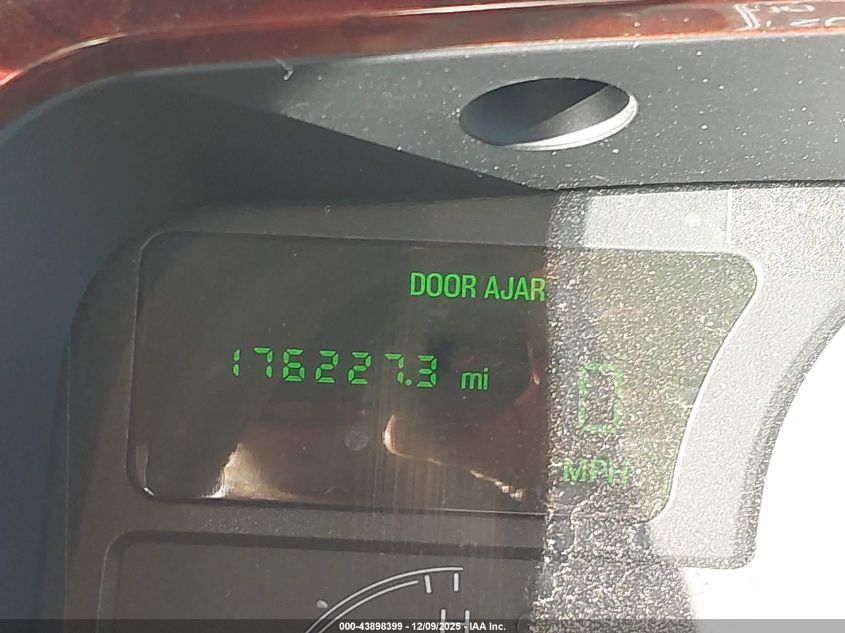 DOOR AJAR
176227.3 mi
0
MPH
H
000-43898399 - 12/09/2025 - IAA Inc.